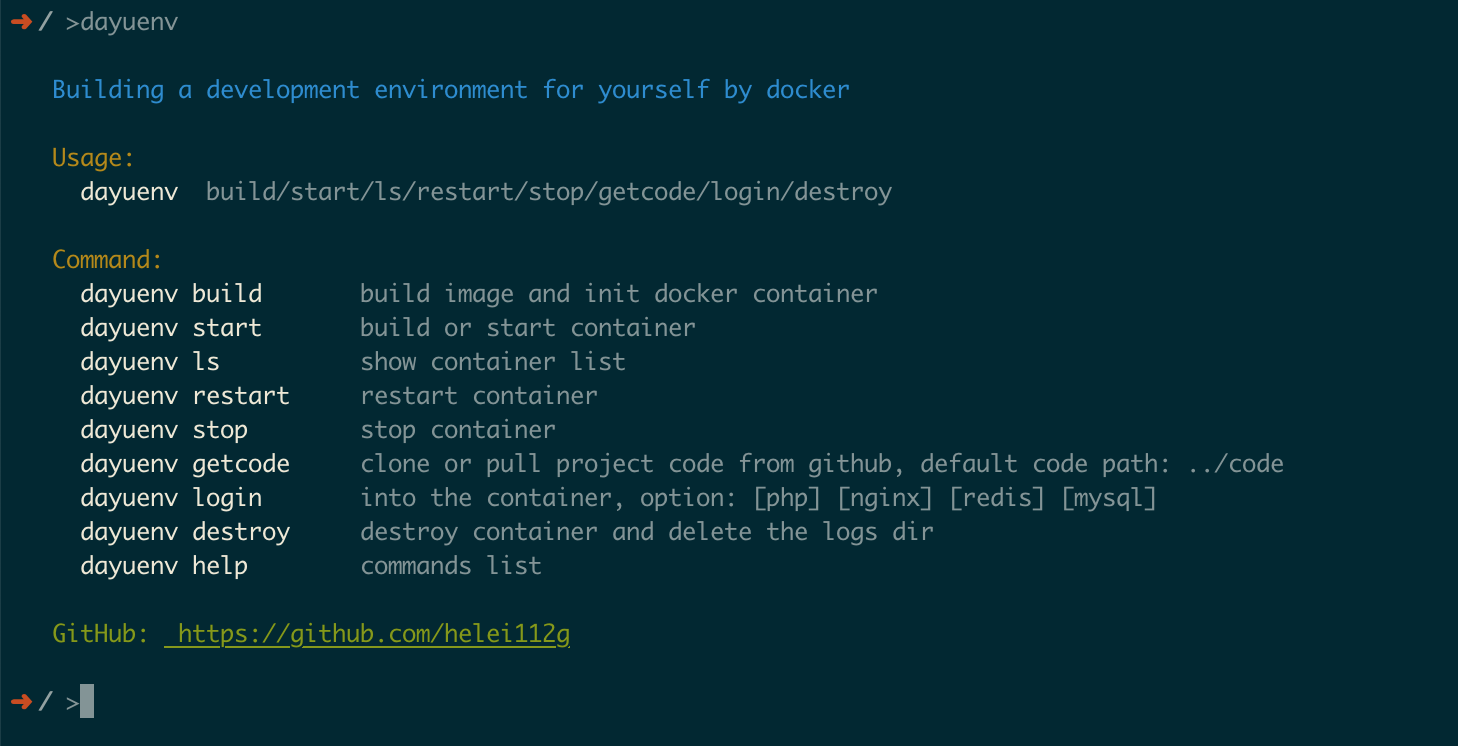 ➜ / >dayuenv
Building a development environment for yourself by docker
Usage:
dayuenv  build/start/ls/restart/stop/getcode/login/destroy
Command:
dayuenv build       build image and init docker container
dayuenv start       build or start container
dayuenv ls          show container list
dayuenv restart     restart container
dayuenv stop        stop container
dayuenv getcode     clone or pull project code from github, default code path: ../code
dayuenv login       into the container, option: [php] [nginx] [redis] [mysql]
dayuenv destroy     destroy container and delete the logs dir
dayuenv help        commands list
GitHub:  https://github.com/helei112g
➜ / >